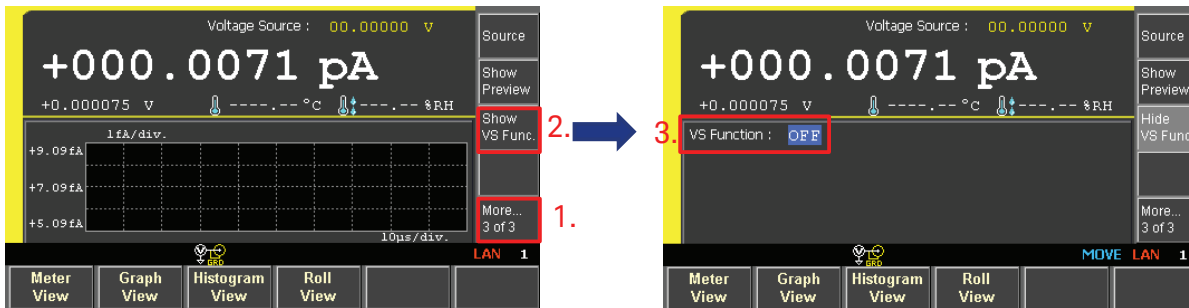 Voltage Source : 00.00000 V
+000.0071 pA
+0.000075 V ----.--°C ---.--%RH
1fA/div.
+9.09fA
+7.09fA
+5.09fA
10µs/div.
Source
Show
Preview
Show
VS Func.
2.
More...
3 of 3
1.
GRD
LAN 1
Meter
View
Graph
View
Histogram
View
Roll
View
Voltage Source : 00.00000 V
+000.0071 pA
+0.000075 V ----.--°C ---.--%RH
3.
VS Function : OFF
Source
Show
Preview
Hide
VS Func
More...
3 of 3
GRD
MOVE LAN 1
Meter
View
Graph
View
Histogram
View
Roll
View